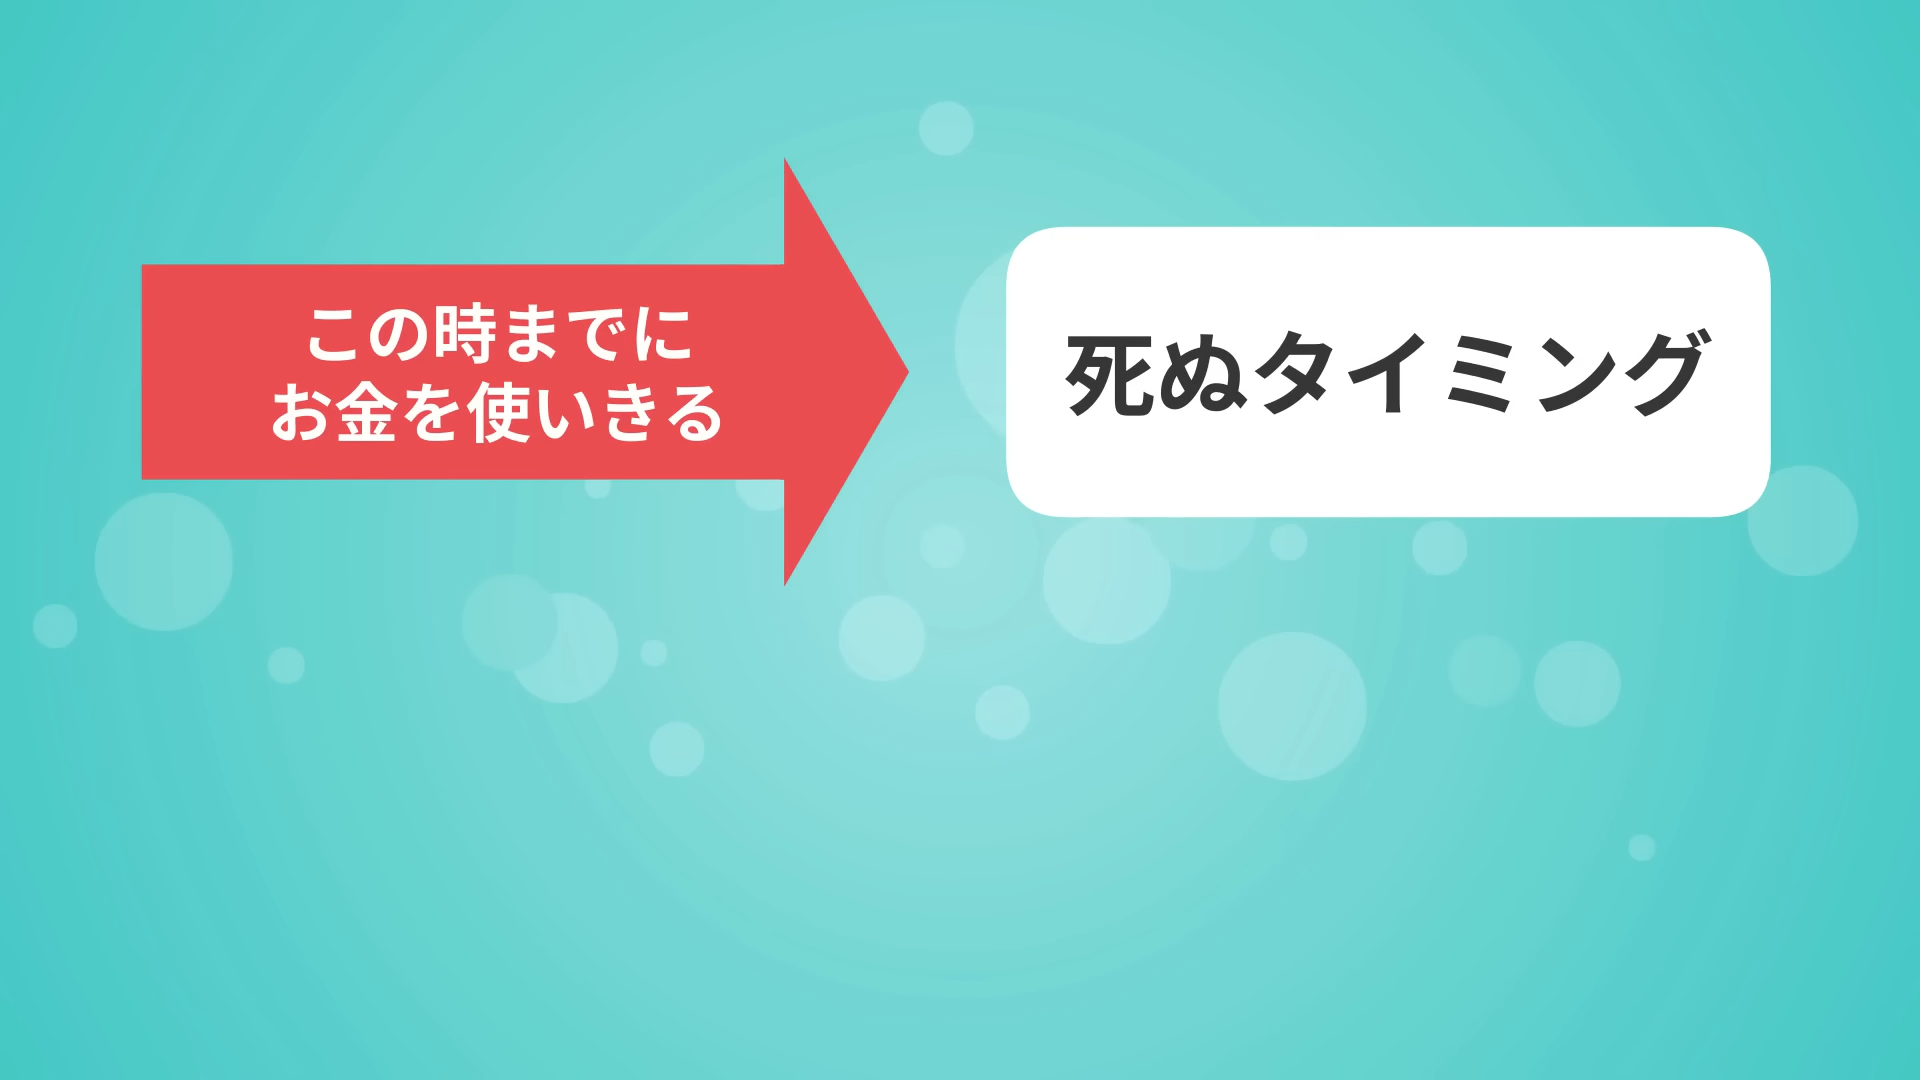 この時までに
お金を使いきる
死ぬタイミング